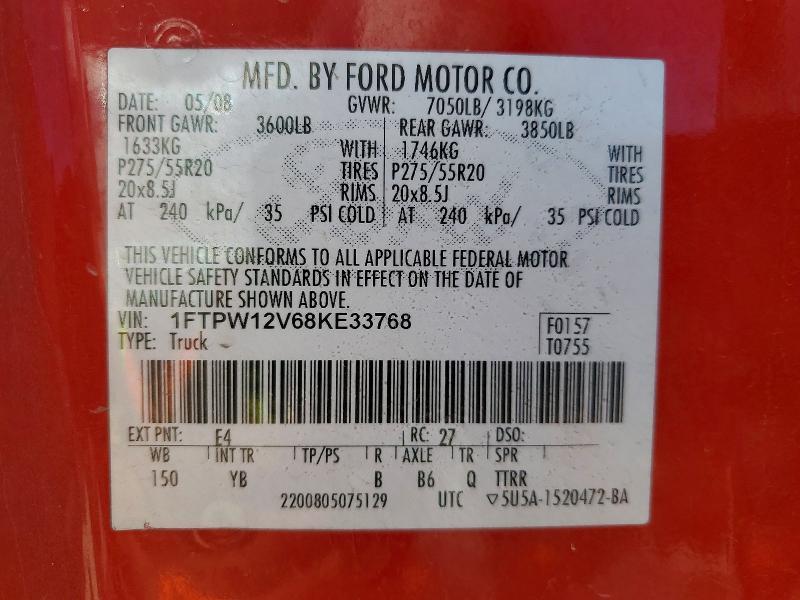 MFD. BY FORD MOTOR CO.
DATE: 05/08 GVWR: 7050LB/ 3198KG
FRONT GAWR: 3600LB REAR GAWR: 3850LB
1633KG WITH 1746KG WITH
P275/55R20 TIRES P275/55R20 TIRES
20x8.5J RIMS 20x8.5J RIMS
AT 240 kPa/ 35 PSI COLD AT 240 kPa/ 35 PSI COLD
THIS VEHICLE CONFORMS TO ALL APPLICABLE FEDERAL MOTOR
VEHICLE SAFETY STANDARDS IN EFFECT ON THE DATE OF
MANUFACTURE SHOWN ABOVE.
VIN: 1FTPW12V68KE33768 F0157
TYPE: Truck T0755
EXT PNT: E4 RC: 27 DSO:
WB INT TR TP/PS R AXLE TR SPR
150 YB B B6 Q TTRR
2200805075129 UTC ▽5U5A-1520472-BA